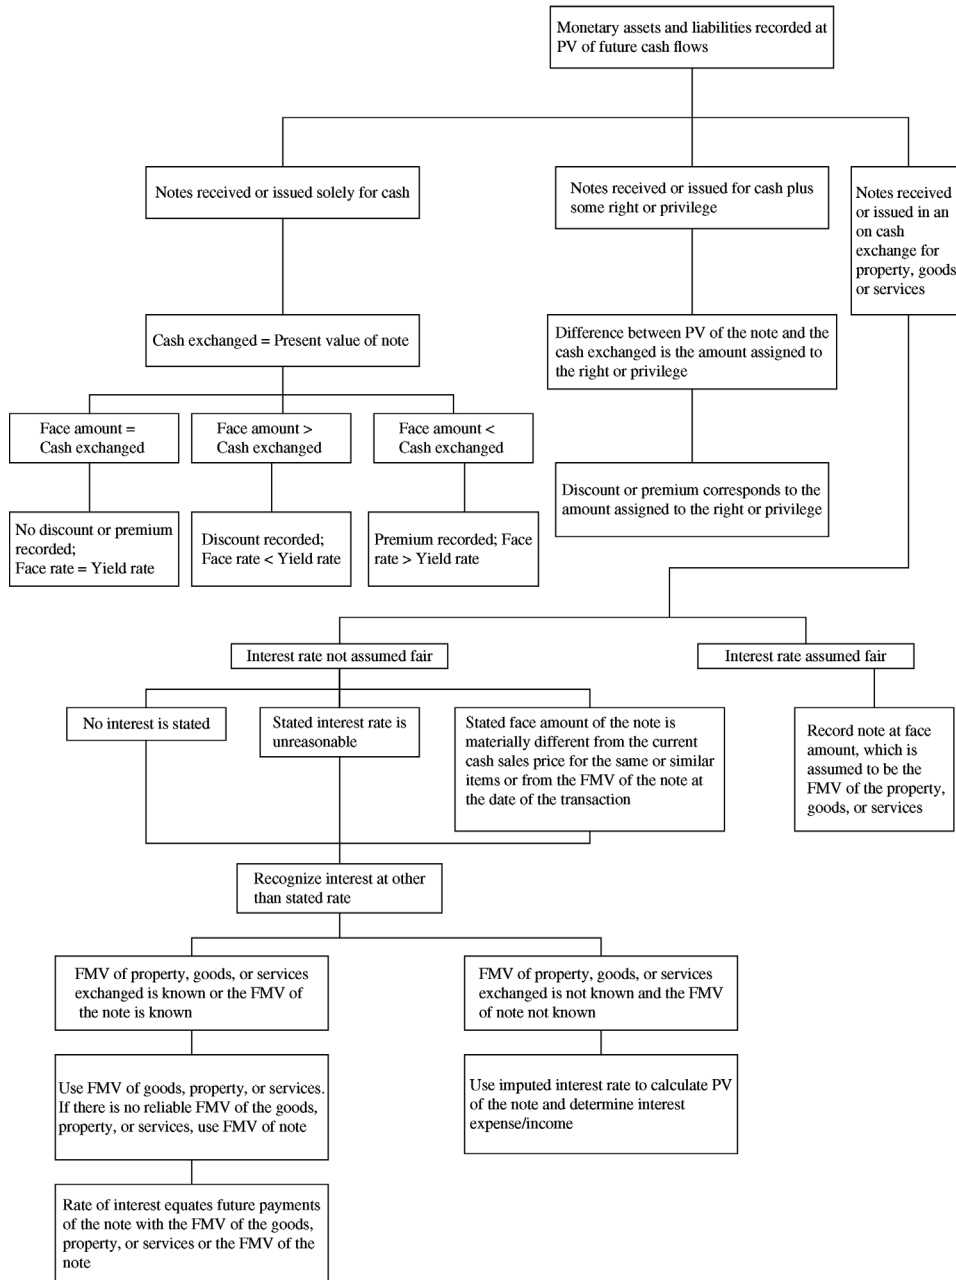 Monetary assets and liabilities recorded at
PV of future cash flows
Notes received or issued solely for cash
Notes received or issued for cash plus
some right or privilege
Notes received
or issued in an
on cash
exchange for
property, goods
or services
Cash exchanged = Present value of note
Difference between PV of the note and the
cash exchanged is the amount assigned to
the right or privilege
Face amount =
Cash exchanged
Face amount >
Cash exchanged
Face amount <
Cash exchanged
Discount or premium corresponds to the
amount assigned to the right or privilege
No discount or premium
recorded;
Face rate = Yield rate
Discount recorded;
Face rate < Yield rate
Premium recorded; Face
rate > Yield rate
Interest rate not assumed fair
Interest rate assumed fair
No interest is stated
Stated interest rate is
unreasonable
Stated face amount of the note is
materially different from the current
cash sales price for the same or similar
items or from the FMV of the note at
the date of the transaction
Record note at face
amount, which is
assumed to be the
FMV of the property,
goods, or services
Recognize interest at other
than stated rate
FMV of property, goods, or services
exchanged is known or the FMV of
the note is known
FMV of property, goods, or services
exchanged is not known and the FMV
of note not known
Use FMV of goods, property, or services.
If there is no reliable FMV of the goods,
property, or services, use FMV of note
Use imputed interest rate to calculate PV
of the note and determine interest
expense/income
Rate of interest equates future payments
of the note with the FMV of the goods,
property, or services or the FMV of the
note